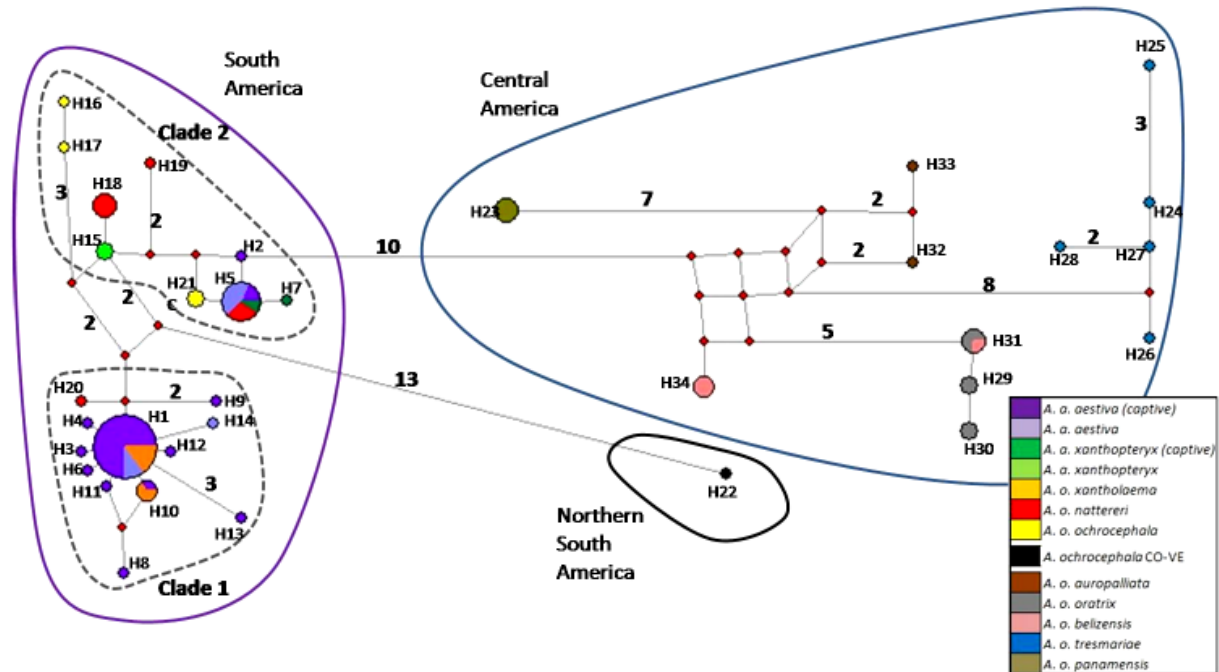 South
America
Central
America
Clade 2
H16
H17
H19
3
H18
2
H15
H2
10
H21
H5
H7
C
2
2
H20
2
H9
H4
H1
H14
H3
H12
H6
H11
3
H10
H13
H8
Clade 1
13
Northern
South
America
H22
H23
7
2
H33
2
H32
8
5
H31
H34
H29
H30
H25
3
H24
2
H28
H27
H26
A. a. aestiva (captive)
A. a. aestiva
A. a. xanthopteryx (captive)
A. a. xanthopteryx
A. o. xantholaema
A. o. nattereri
A. o. ochrocephala
A. ochrocephala CO-VE
A. o. auropalliata
A. o. oratrix
A. o. belizensis
A. o. tresmariae
A. o. panamensis